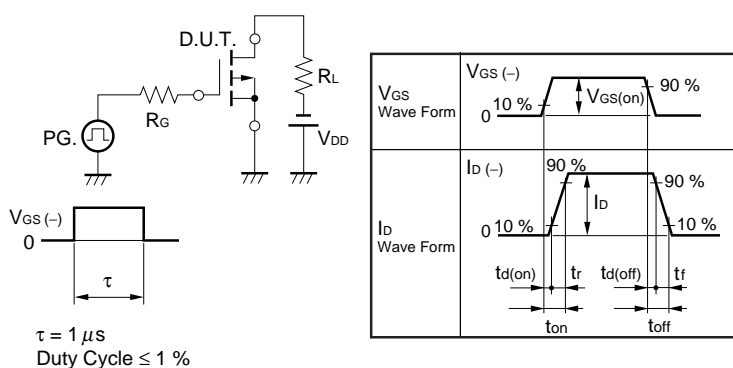 D.U.T.
RL
RG
PG.
VDD
VGS (−)
0
τ
τ = 1 μs
Duty Cycle ≤ 1 %
VGS
Wave Form
VGS (−)
10 %
0
VGS(on)
90 %
ID
Wave Form
ID (−)
90 %
90 %
ID
0 10 %
10 %
td(on) tr td(off) tf
ton toff